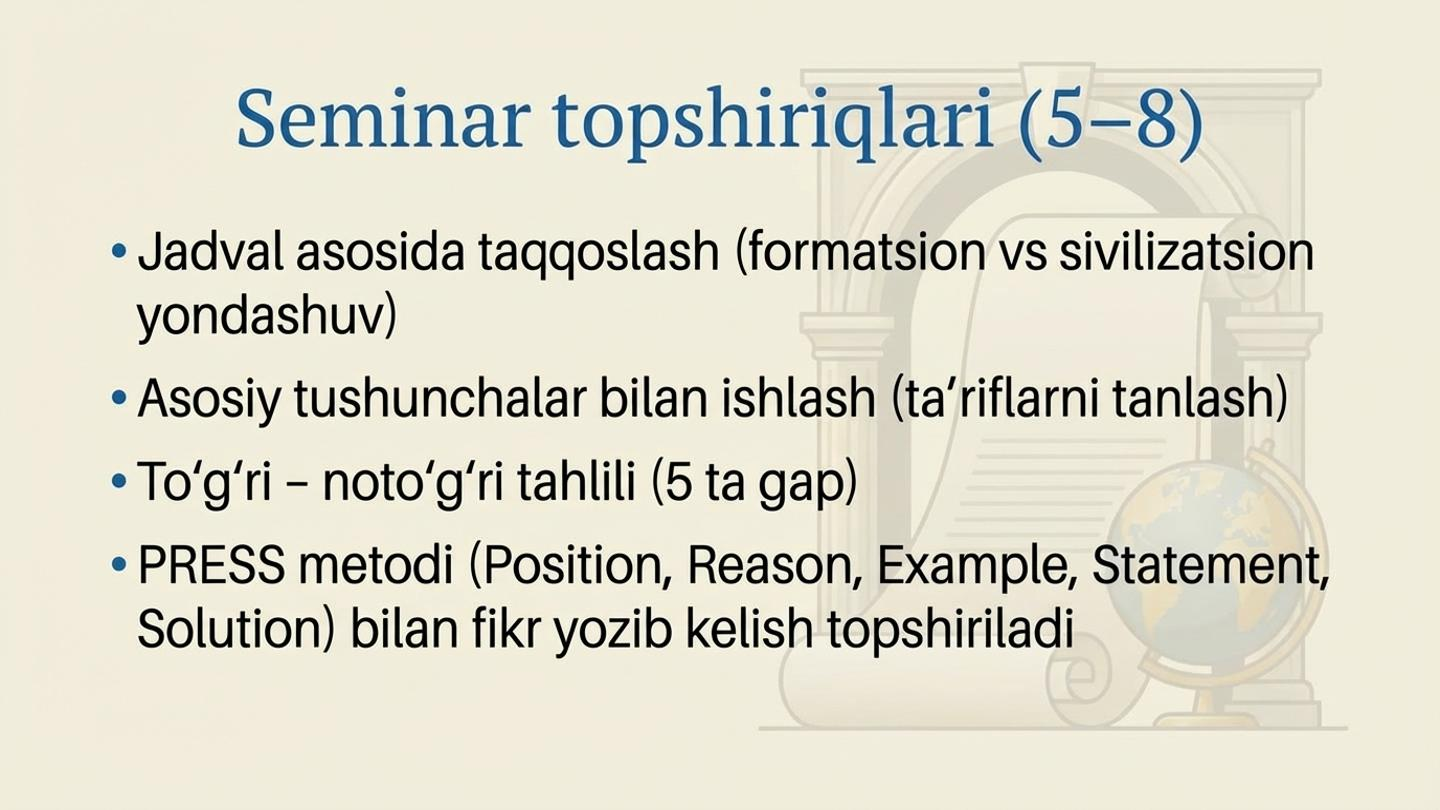 Seminar topshiriqlari (5–8)
• Jadval asosida taqqoslash (formatsion vs sivilizatsion
yondashuv)
• Asosiy tushunchalar bilan ishlash (ta’riflarni tanlash)
• To‘g‘ri – noto‘g‘ri tahlili (5 ta gap)
• PRESS metodi (Position, Reason, Example, Statement,
Solution) bilan fikr yozib kelish topshiriladi